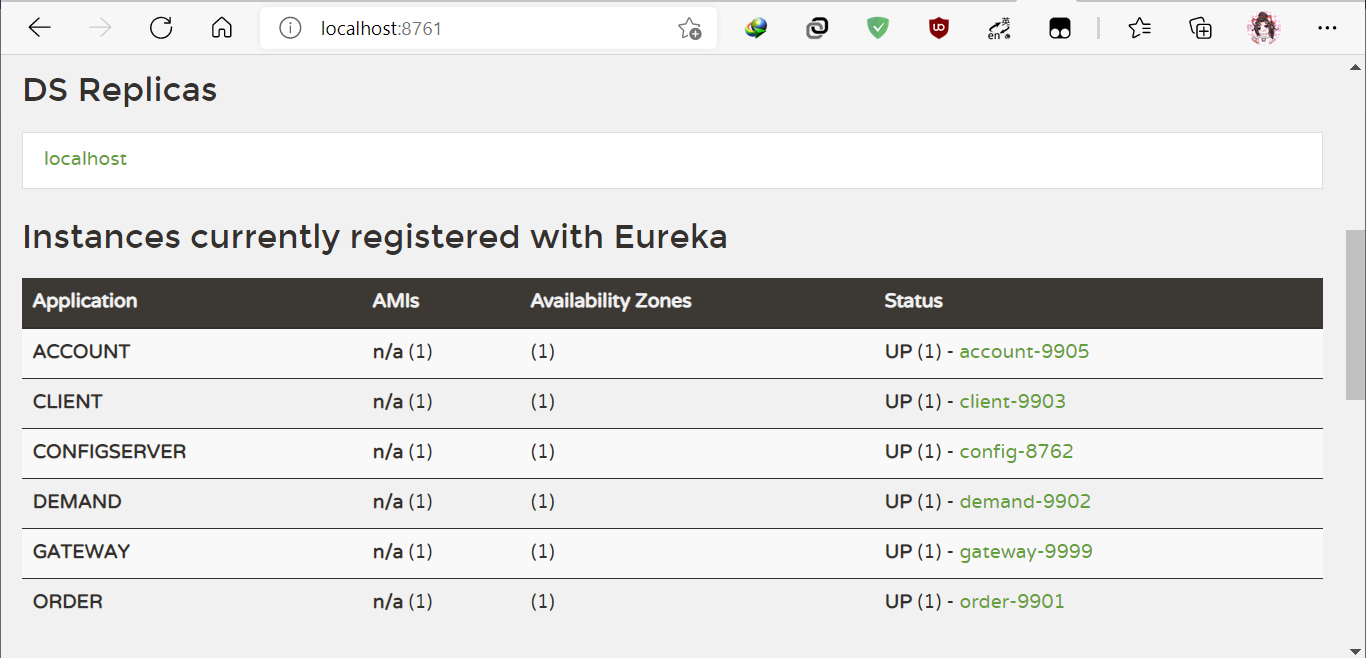 localhost:8761
en 英
DS Replicas
localhost
Instances currently registered with Eureka
Application AMIs Availability Zones Status
ACCOUNT n/a (1) (1) UP (1) - account-9905
CLIENT n/a (1) (1) UP (1) - client-9903
CONFIGSERVER n/a (1) (1) UP (1) - config-8762
DEMAND n/a (1) (1) UP (1) - demand-9902
GATEWAY n/a (1) (1) UP (1) - gateway-9999
ORDER n/a (1) (1) UP (1) - order-9901